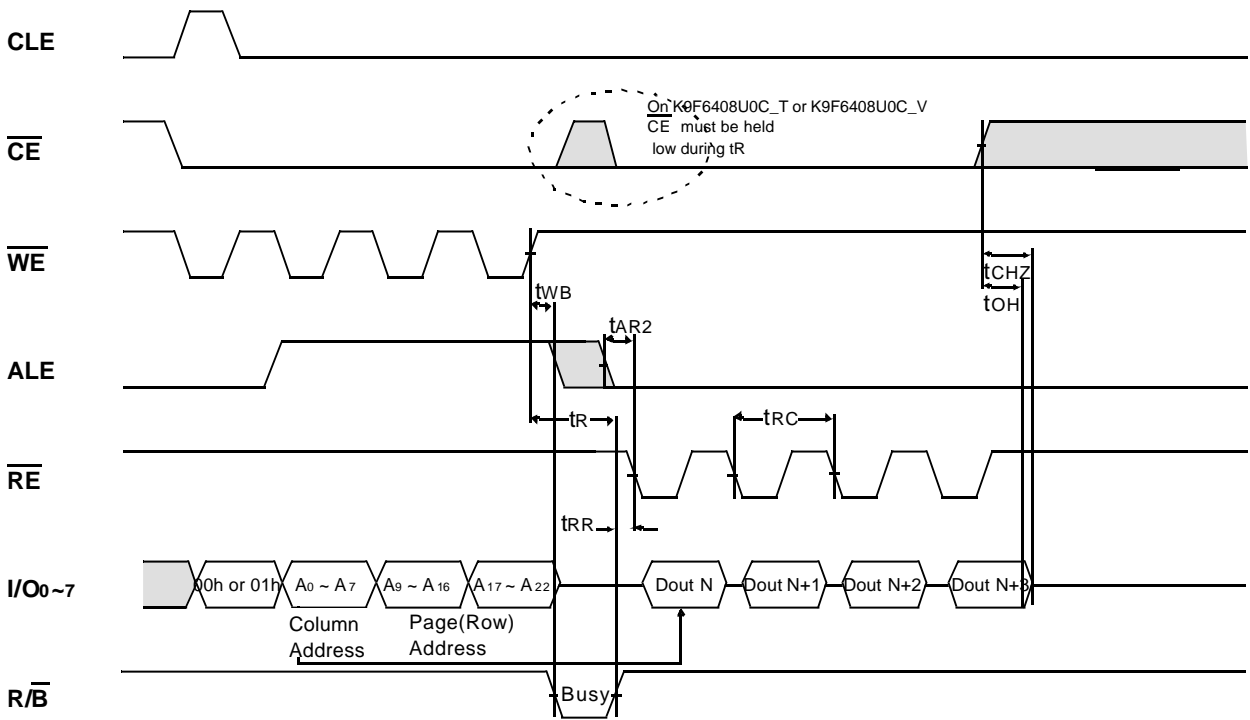 CLE
On K9F6408U0C_T or K9F6408U0C_V
CE must be held
low during tR
CE
WE
tCHZ
tOH
tWB
tAR2
ALE
tR
tRC
RE
tRR
I/O0~7
00h or 01h
A0 ~ A7
A9 ~ A16
A17 ~ A22
Dout N
Dout N+1
Dout N+2
Dout N+3
Column
Address
Page(Row)
Address
R/B
Busy